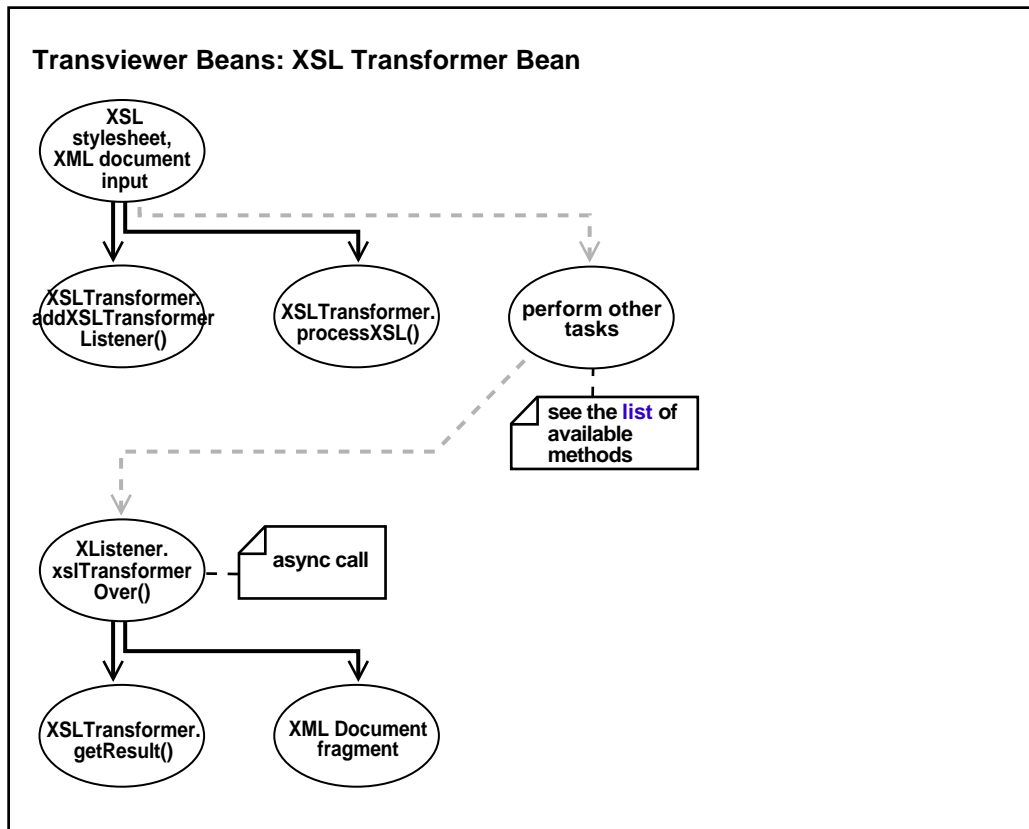 Transviewer Beans: XSL Transformer Bean
XSL
stylesheet,
XML document
input
XSLTransformer.
addXSLTransformer
Listener()
XSLTransformer.
processXSL()
perform other
tasks
see the list of
available
methods
XListener.
xslTransformer
Over()
async call
XSLTransformer.
getResult()
XML Document
fragment